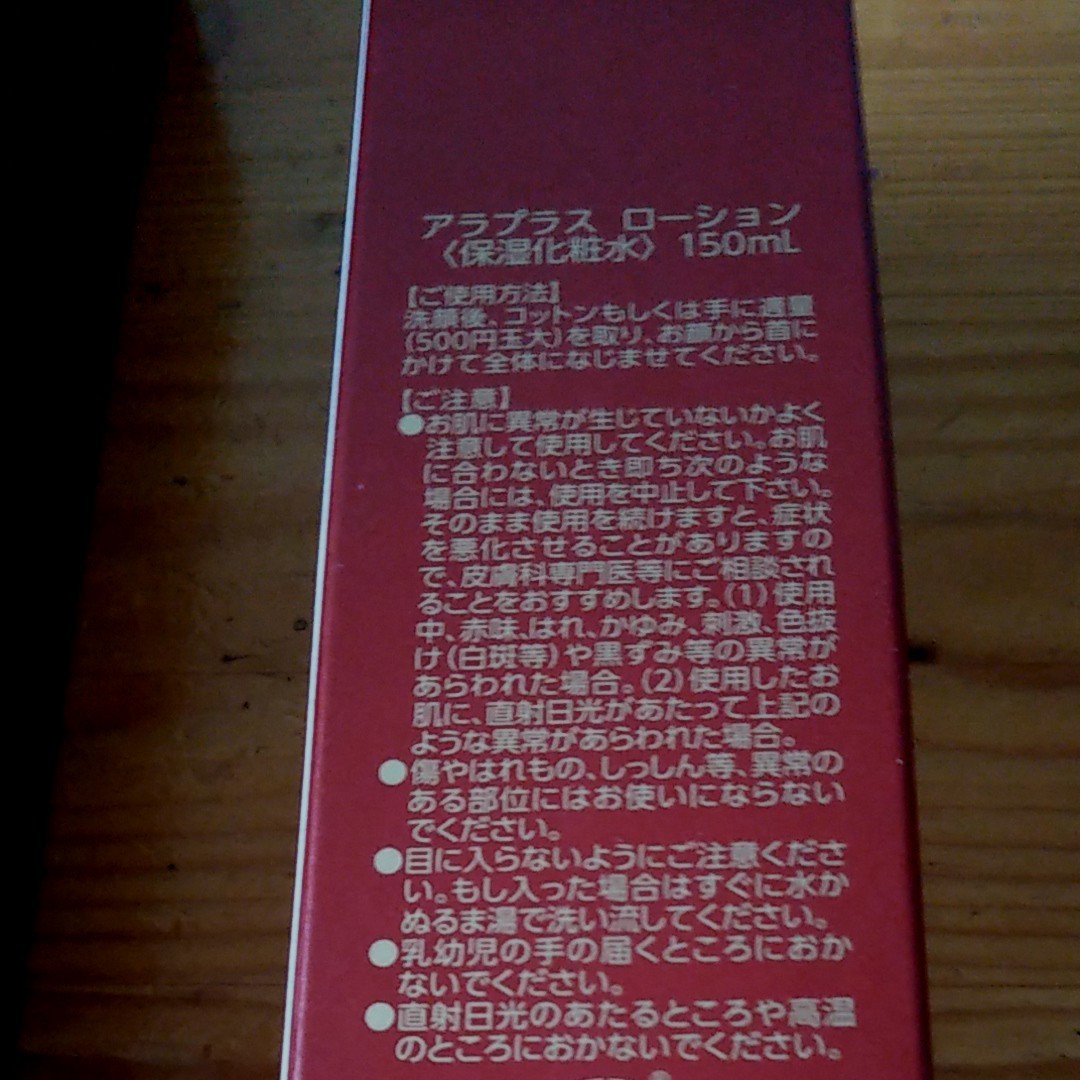 アラプラス ローション
〈保湿化粧水〉 150mL
【ご使用方法】
洗顔後、コットンもしくは手に適量
(500円玉大)を取り、お顔から首に
かけて全体になじませてください。
【ご注意】
●お肌に異常が生じていないかよく
注意して使用してください。お肌
に合わないとき即ち次のような
場合には、使用を中止して下さい。
そのまま使用を続けますと、症状
を悪化させることがありますの
で、皮膚科専門医等にご相談され
ることをおすすめします。(1)使用
中、赤味、はれ、かゆみ、刺激、色抜
け(白斑等)や黒ずみ等の異常が
あらわれた場合。(2)使用したお
肌に、直射日光があたって上記の
ような異常があらわれた場合。
●傷やはれもの、しっしん等、異常の
ある部位にはお使いにならない
でください。
●目に入らないようにご注意くださ
い。もし入った場合はすぐに水か
ぬるま湯で洗い流してください。
●乳幼児の手の届くところにおか
ないでください。
●直射日光のあたるところや高温
のところにおかないでください。